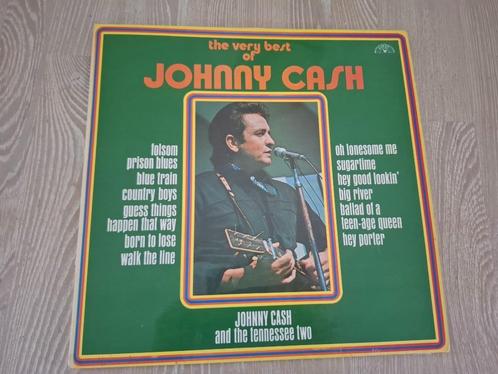 the very best
of
JOHNNY CASH
folsom
prison blues
blue train
country boys
guess things
happen that way
born to lose
walk the line
oh lonesome me
sugartime
hey good lookin'
big river
ballad of a
teen-age queen
hey porter
JOHNNY CASH
and the tennessee two